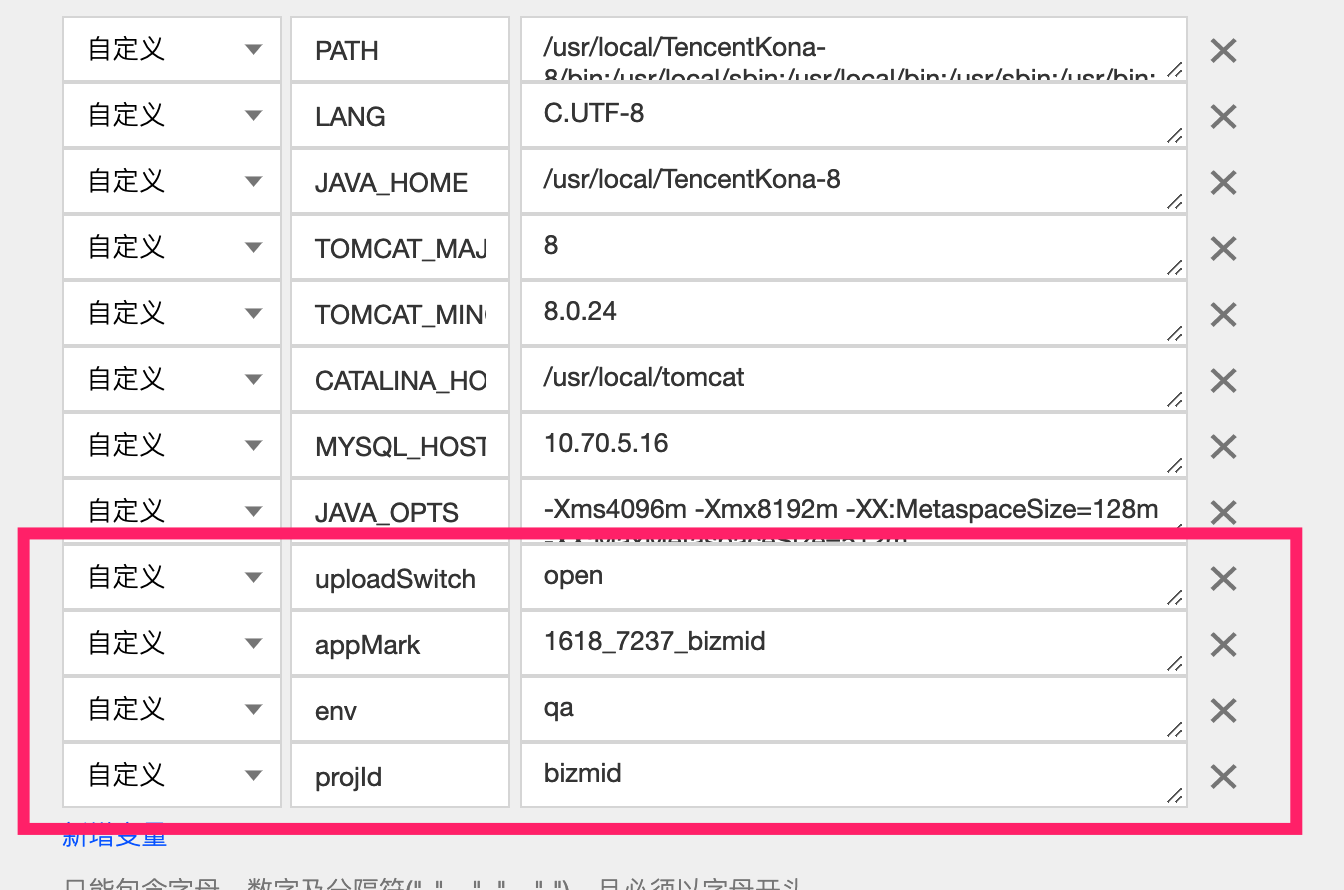 自定义 PATH /usr/local/TencentKona-
8/bin:/usr/local/sbin:/usr/local/bin:/usr/sbin:/usr/bin:
自定义 LANG C.UTF-8
自定义 JAVA_HOME /usr/local/TencentKona-8
自定义 TOMCAT_MAJ 8
自定义 TOMCAT_MIN 8.0.24
自定义 CATALINA_HO /usr/local/tomcat
自定义 MYSQL_HOST 10.70.5.16
自定义 JAVA_OPTS -Xms4096m -Xmx8192m -XX:MetaspaceSize=128m
-XX:MaxMetaspaceSize=512m
自定义 uploadSwitch open
自定义 appMark 1618_7237_bizmid
自定义 env qa
自定义 projId bizmid
新增变量
只能包含字母、数字及分隔符("-"、"_"、"."),且必须以字母开头